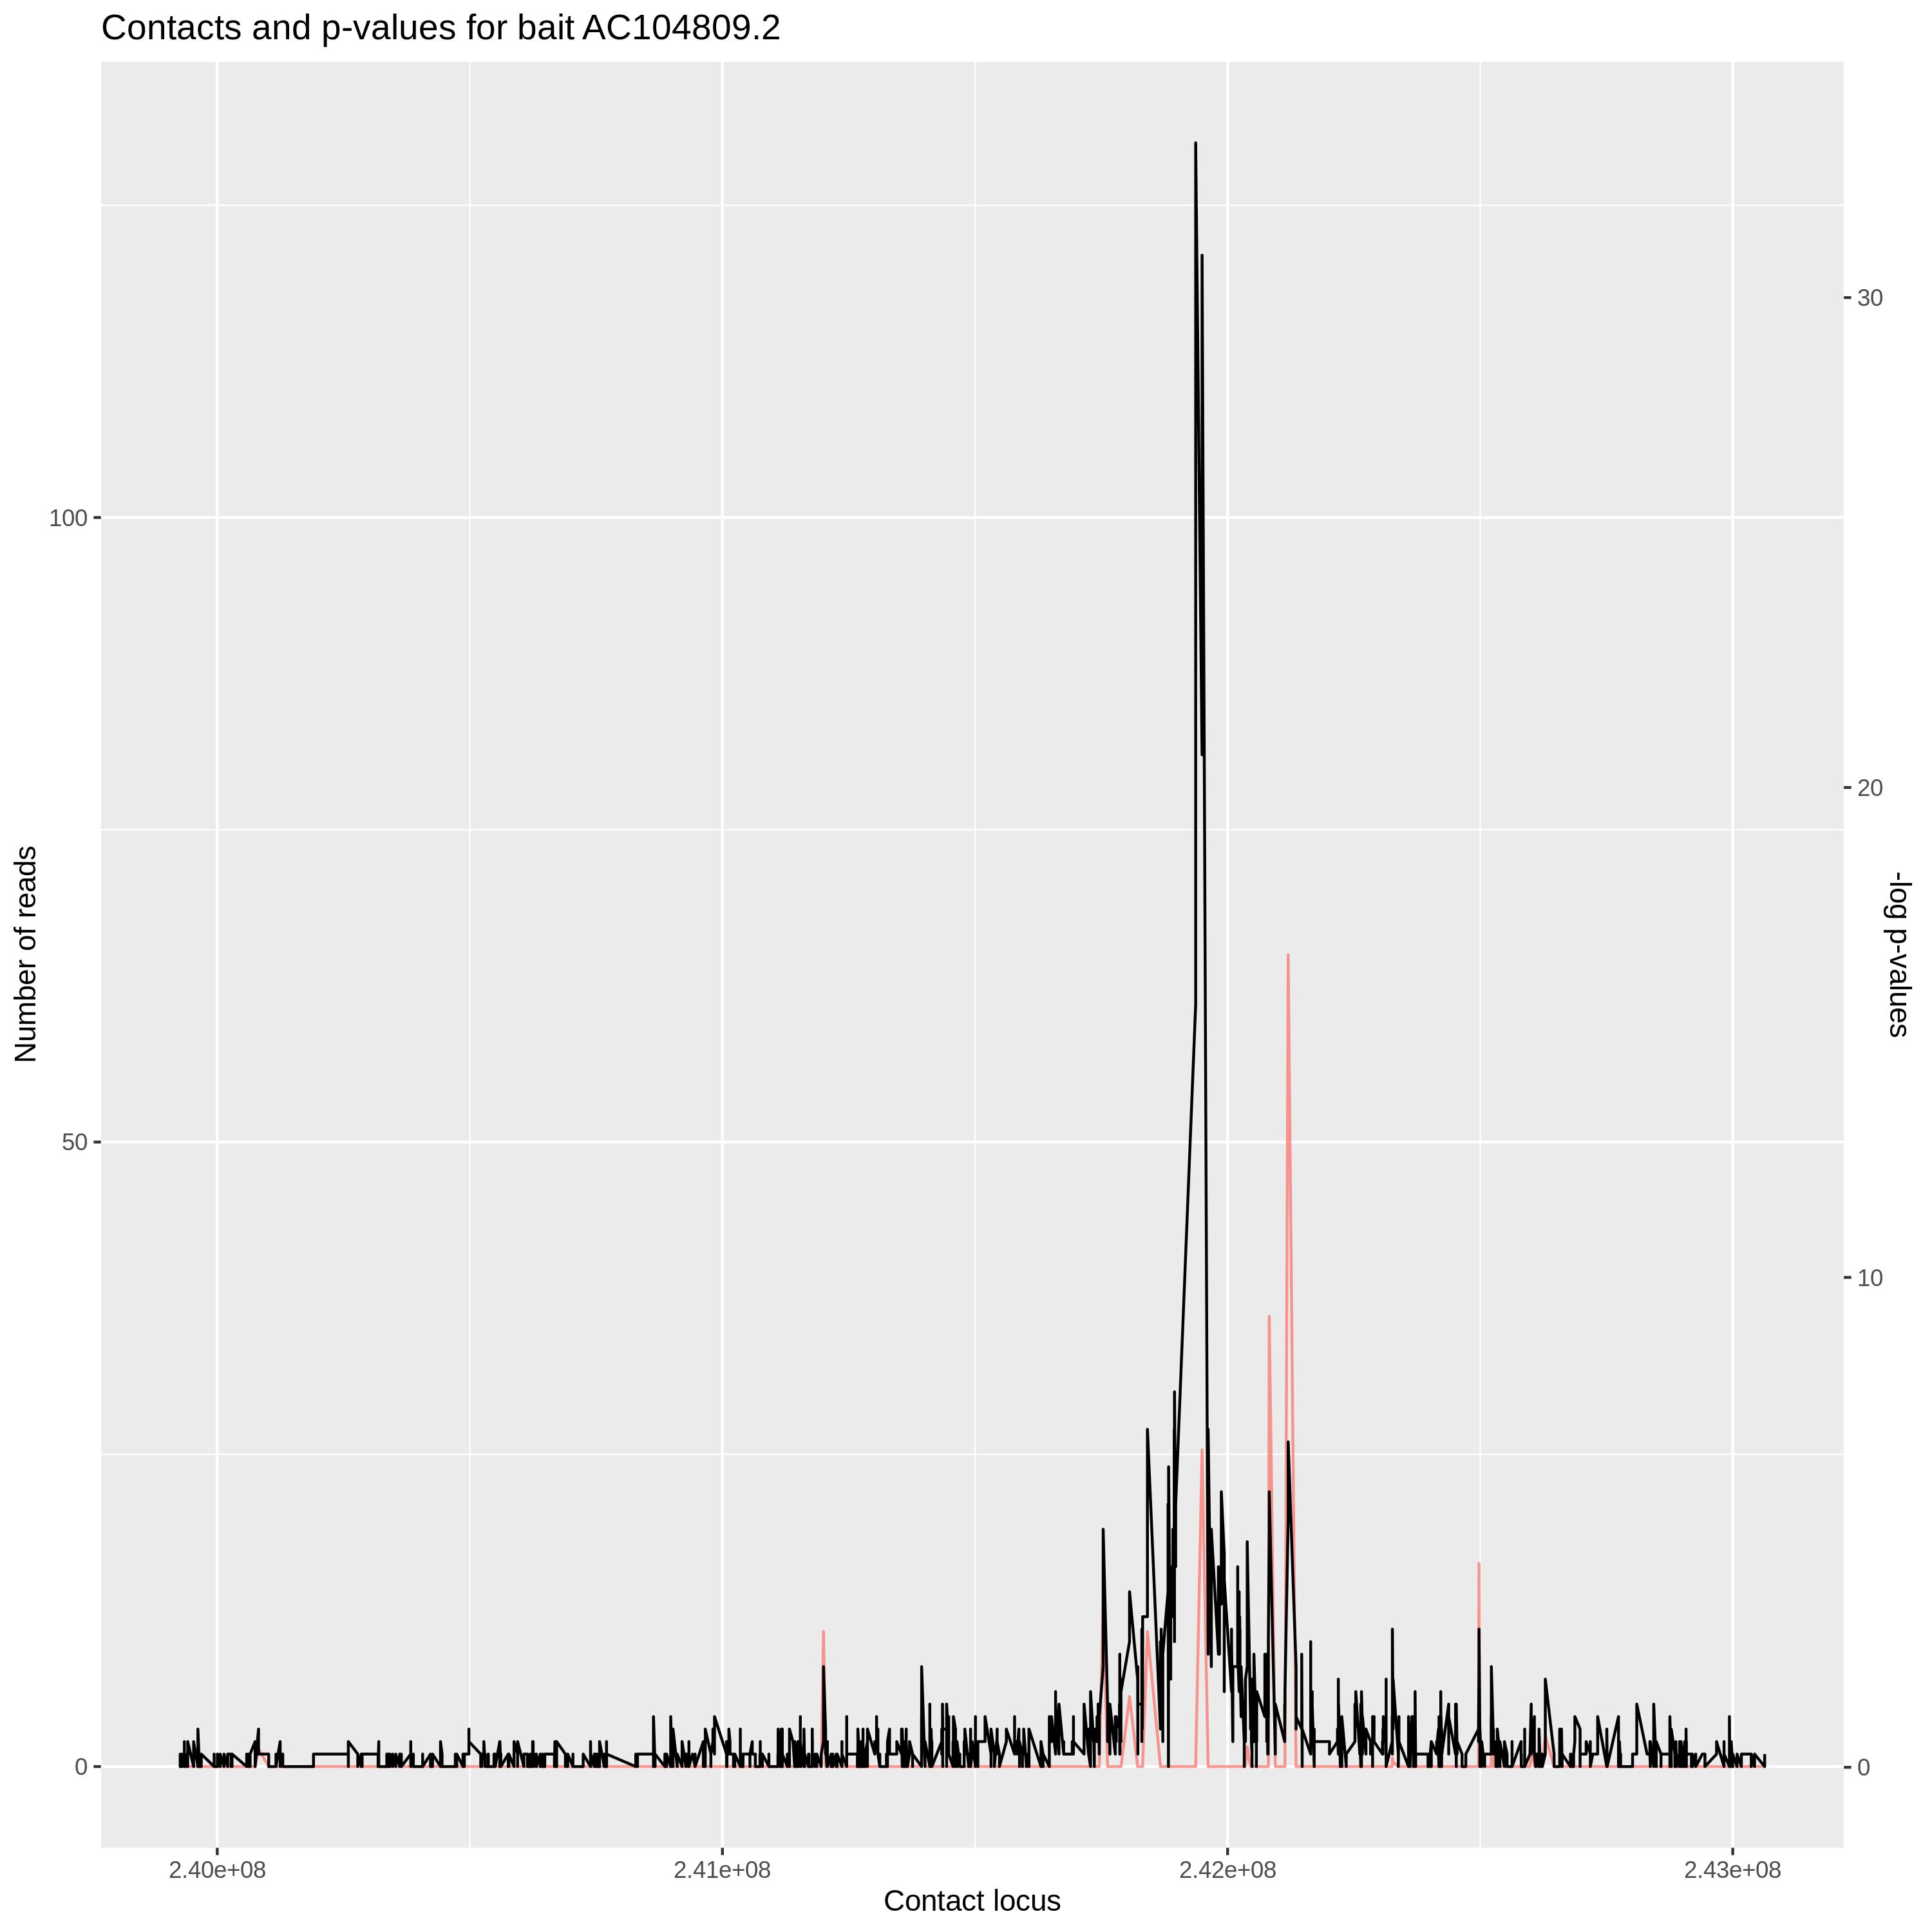 Contacts and p-values for bait AC104809.2
Number of reads
100
50
0
-log p-values
30
20
10
0
2.40e+08
2.41e+08
2.42e+08
2.43e+08
Contact locus